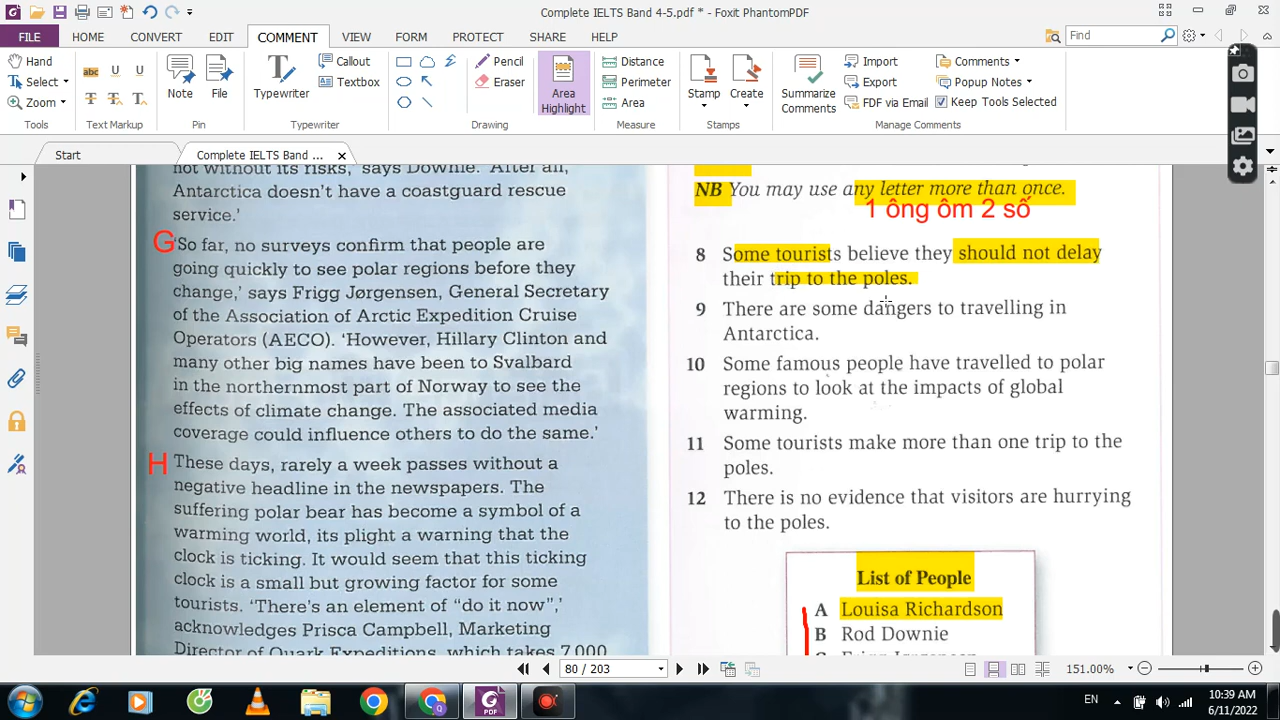 Complete IELTS Band 4-5.pdf * - Foxit PhantomPDF
FILE HOME CONVERT EDIT COMMENT VIEW FORM PROTECT SHARE HELP Find
Hand
Select
Zoom
Tools
Text Markup
Note
File
Pin
Typewriter
Callout
Textbox
Typewriter
Pencil
Eraser
Drawing
Area
Highlight
Distance
Perimeter
Area
Measure
Stamp
Create
Stamps
Summarize
Comments
Import
Export
FDF via Email
Comments
Popup Notes
Keep Tools Selected
Manage Comments
Start
Complete IELTS Band ...
not without its risks,' says Downie. 'After all,
Antarctica doesn't have a coastguard rescue
service.'
G 'So far, no surveys confirm that people are
going quickly to see polar regions before they
change,' says Frigg Jørgensen, General Secretary
of the Association of Arctic Expedition Cruise
Operators (AECO). 'However, Hillary Clinton and
many other big names have been to Svalbard
in the northernmost part of Norway to see the
effects of climate change. The associated media
coverage could influence others to do the same.'
H These days, rarely a week passes without a
negative headline in the newspapers. The
suffering polar bear has become a symbol of a
warming world, its plight a warning that the
clock is ticking. It would seem that this ticking
clock is a small but growing factor for some
tourists. 'There's an element of "do it now",'
acknowledges Prisca Campbell, Marketing
Director of Quark Expeditions, which takes 7,000
NB You may use any letter more than once.
1 ông ôm 2 số
8 Some tourists believe they should not delay
their trip to the poles.
9 There are some dangers to travelling in
Antarctica.
10 Some famous people have travelled to polar
regions to look at the impacts of global
warming.
11 Some tourists make more than one trip to the
poles.
12 There is no evidence that visitors are hurrying
to the poles.
List of People
A Louisa Richardson
B Rod Downie
80 / 203
151.00%
EN
10:39 AM
6/11/2022